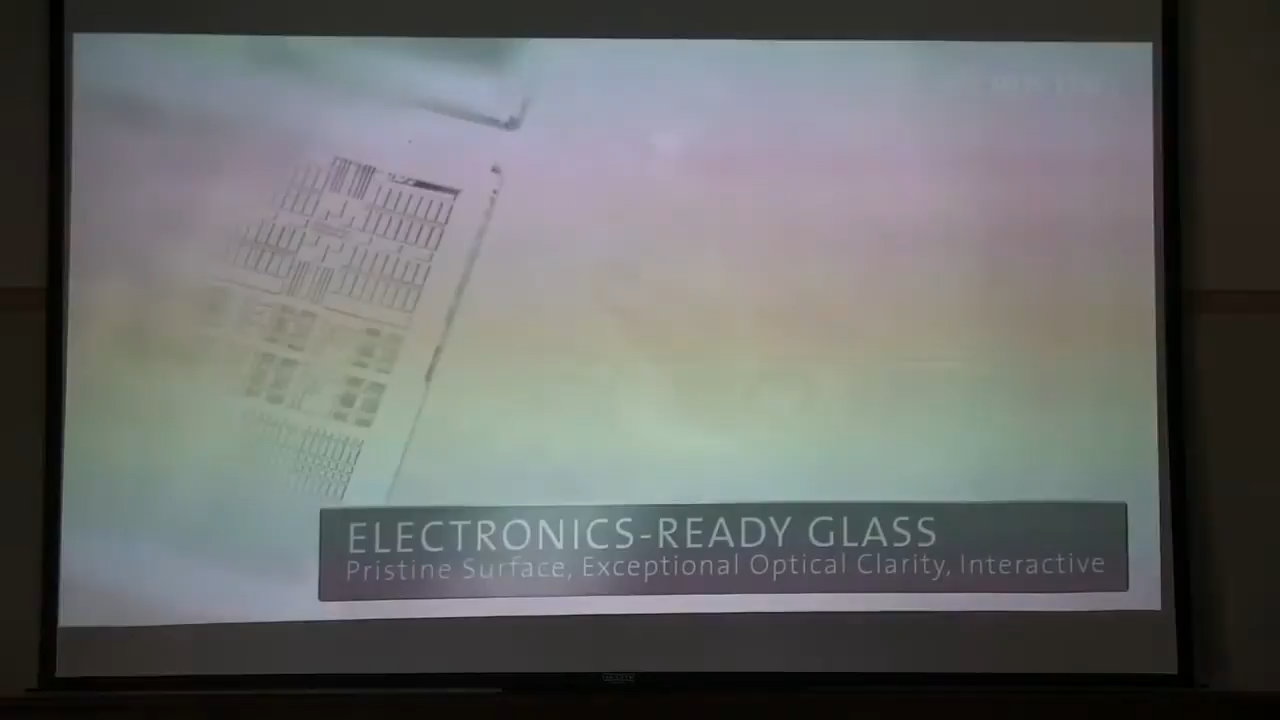 ELECTRONICS-READY GLASS
Pristine Surface, Exceptional Optical Clarity, Interactive